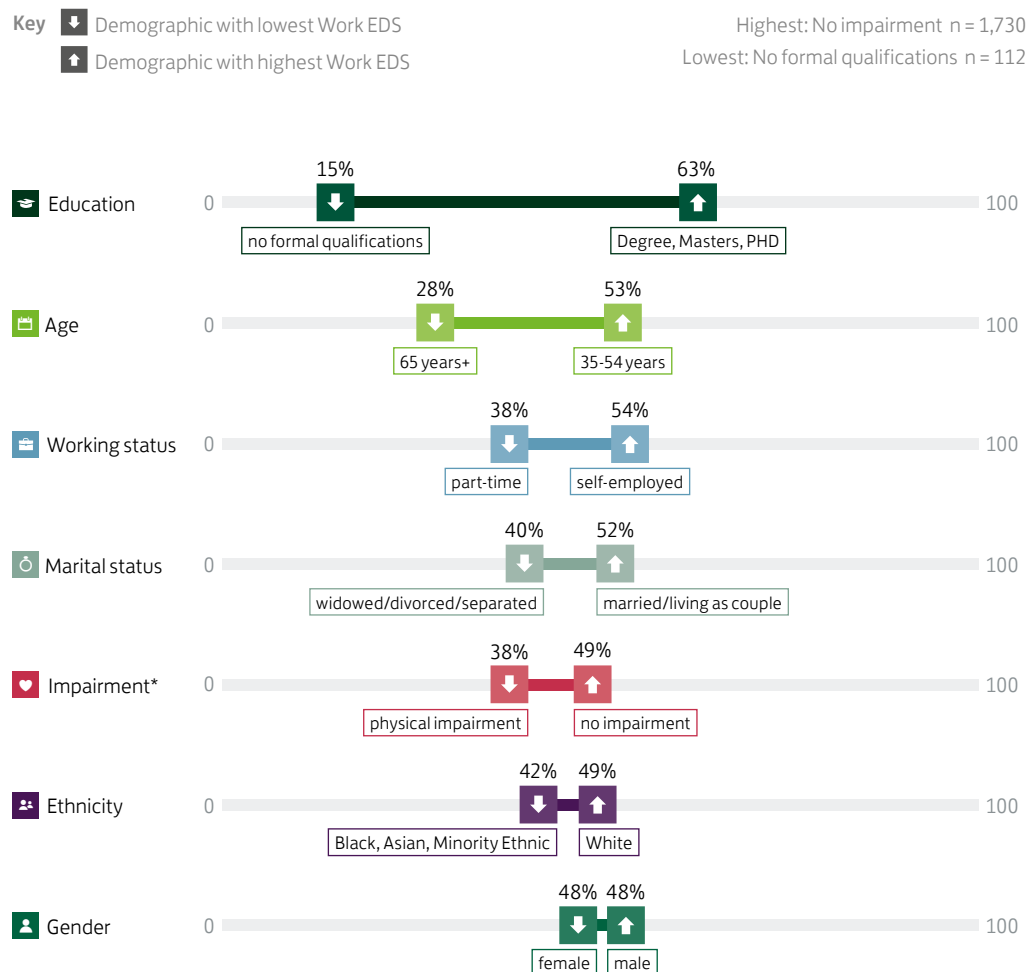 Key Demographic with lowest Work EDS
Demographic with highest Work EDS
Highest: No impairment n = 1,730
Lowest: No formal qualifications n = 112
15% 63%
Education 0 100
no formal qualifications Degree, Masters, PHD
28% 53%
Age 0 100
65 years+ 35-54 years
38% 54%
Working status 0 100
part-time self-employed
40% 52%
Marital status 0 100
widowed/divorced/separated married/living as couple
38% 49%
Impairment* 0 100
physical impairment no impairment
42% 49%
Ethnicity 0 100
Black, Asian, Minority Ethnic White
48% 48%
Gender 0 100
female male